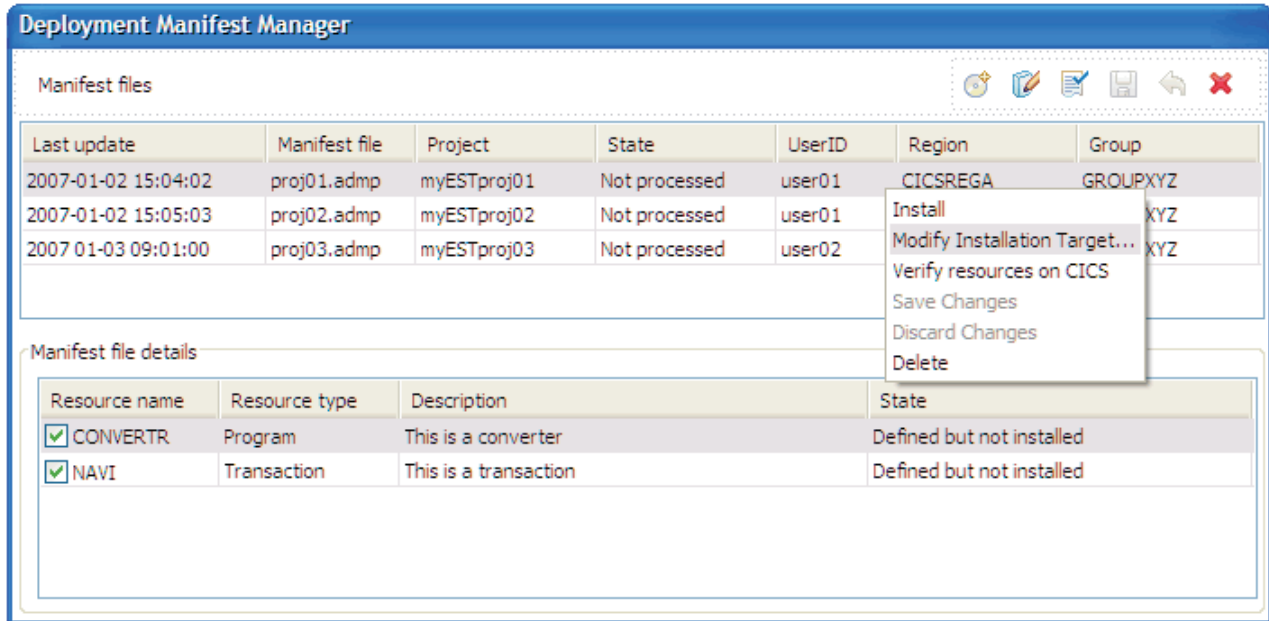 Deployment Manifest Manager
Manifest files
Last update Manifest file Project State UserID Region Group
2007-01-02 15:04:02 proj01.admp myESTproj01 Not processed user01 CICSREGA GROUPXYZ
2007-01-02 15:05:03 proj02.admp myESTproj02 Not processed user01 XYZ
2007 01-03 09:01:00 proj03.admp myESTproj03 Not processed user02 XYZ
Install
Modify Installation Target...
Verify resources on CICS
Save Changes
Discard Changes
Delete
Manifest file details
Resource name Resource type Description State
CONVERTR Program This is a converter Defined but not installed
NAVI Transaction This is a transaction Defined but not installed